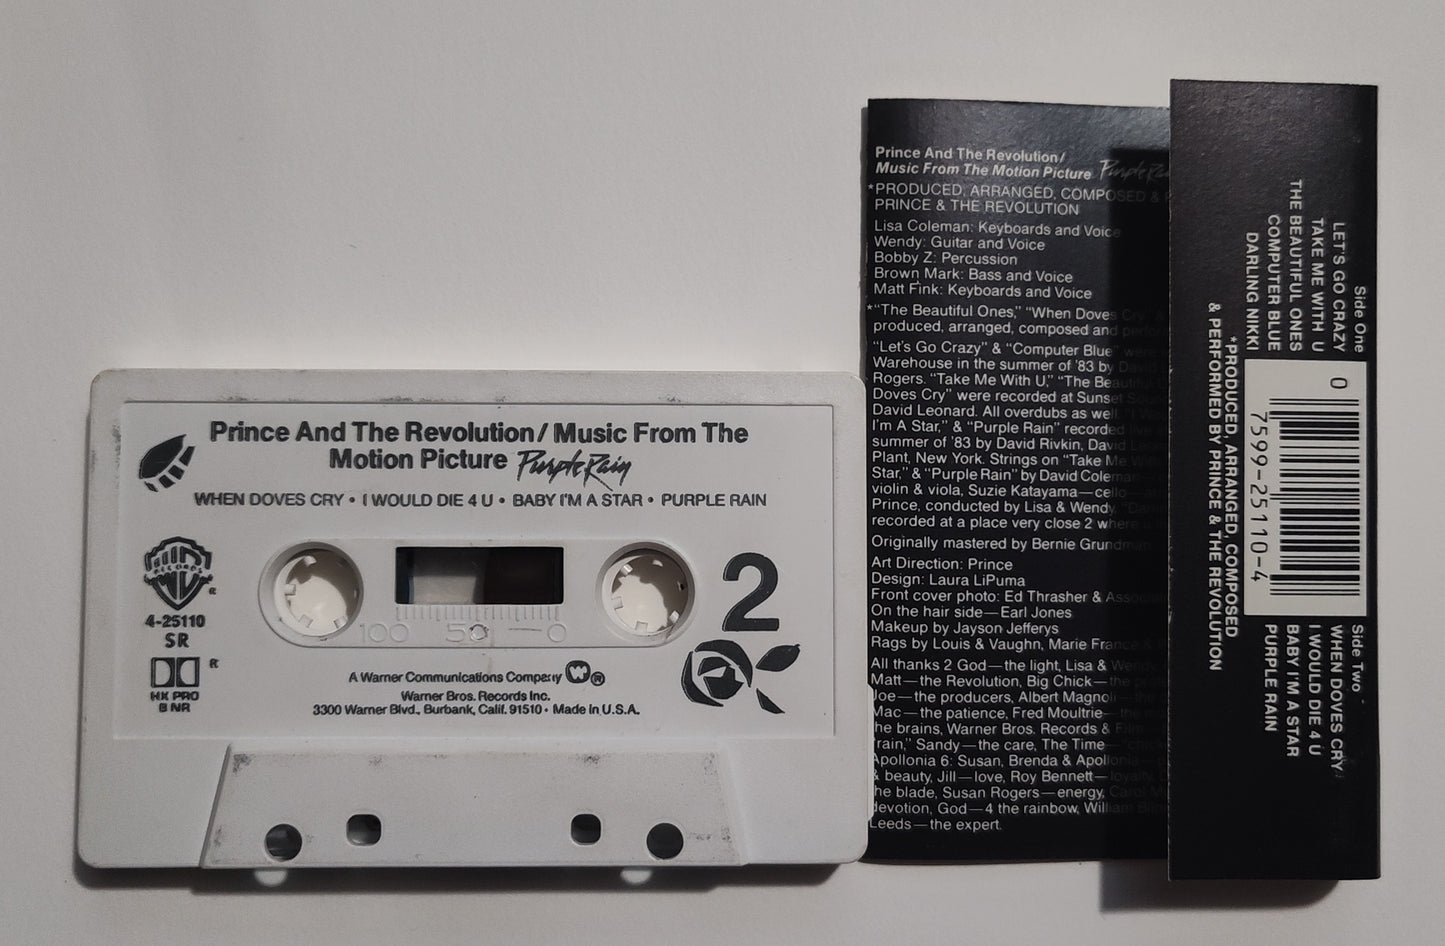 Prince And The Revolution/ Music From The
Motion Picture Purple Rain
WHEN DOVES CRY • I WOULD DIE 4 U • BABY I'M A STAR • PURPLE RAIN
WB
RECORDS
®
4-25110
SR
®
HX PRO
B NR
100 50 0
2
A Warner Communications Company ®
Warner Bros. Records Inc.
3300 Warner Blvd., Burbank, Calif. 91510 • Made in U.S.A.
Prince And The Revolution/
Music From The Motion Picture Purple Rain
*PRODUCED, ARRANGED, COMPOSED &
PRINCE & THE REVOLUTION
Lisa Coleman: Keyboards and Voice
Wendy: Guitar and Voice
Bobby Z: Percussion
Brown Mark: Bass and Voice
Matt Fink: Keyboards and Voice
*"The Beautiful Ones," "When Doves Cry" &
produced, arranged, composed and
"Let's Go Crazy" & "Computer Blue" were
Warehouse in the summer of '83 by David
Rogers. "Take Me With U," "The Beautiful
Doves Cry" were recorded at Sunset Sound
David Leonard. All overdubs as well. "I
I'm A Star," & "Purple Rain" recorded live
summer of '83 by David Rivkin, David Leonard
Plant, New York. Strings on "Take Me With
Star," & "Purple Rain" by David Coleman
violin & viola, Suzie Katayama—cello
Prince, conducted by Lisa & Wendy.
recorded at a place very close 2 where
Originally mastered by Bernie Grundman
Art Direction: Prince
Design: Laura LiPuma
Front cover photo: Ed Thrasher & Associates
On the hair side—Earl Jones
Makeup by Jayson Jefferys
Rags by Louis & Vaughn, Marie France &
All thanks 2 God—the light, Lisa & Wendy
Matt—the Revolution, Big Chick—the
Joe—the producers, Albert Magnoli—the
Mac—the patience, Fred Moultrie—the
he brains, Warner Bros. Records & Film
rain," Sandy—the care, The Time—
Apollonia 6: Susan, Brenda & Apollonia—
& beauty, Jill—love, Roy Bennett—loyalty,
he blade, Susan Rogers—energy, Carol
devotion, God—4 the rainbow, William
Leeds—the expert.
Side One
LET'S GO CRAZY
TAKE ME WITH U
THE BEAUTIFUL ONES
COMPUTER BLUE
DARLING NIKKI
0 7599-25110-4
Side Two
WHEN DOVES CRY*
I WOULD DIE 4 U
BABY I'M A STAR
PURPLE RAIN
*PRODUCED, ARRANGED, COMPOSED
& PERFORMED BY PRINCE & THE REVOLUTION